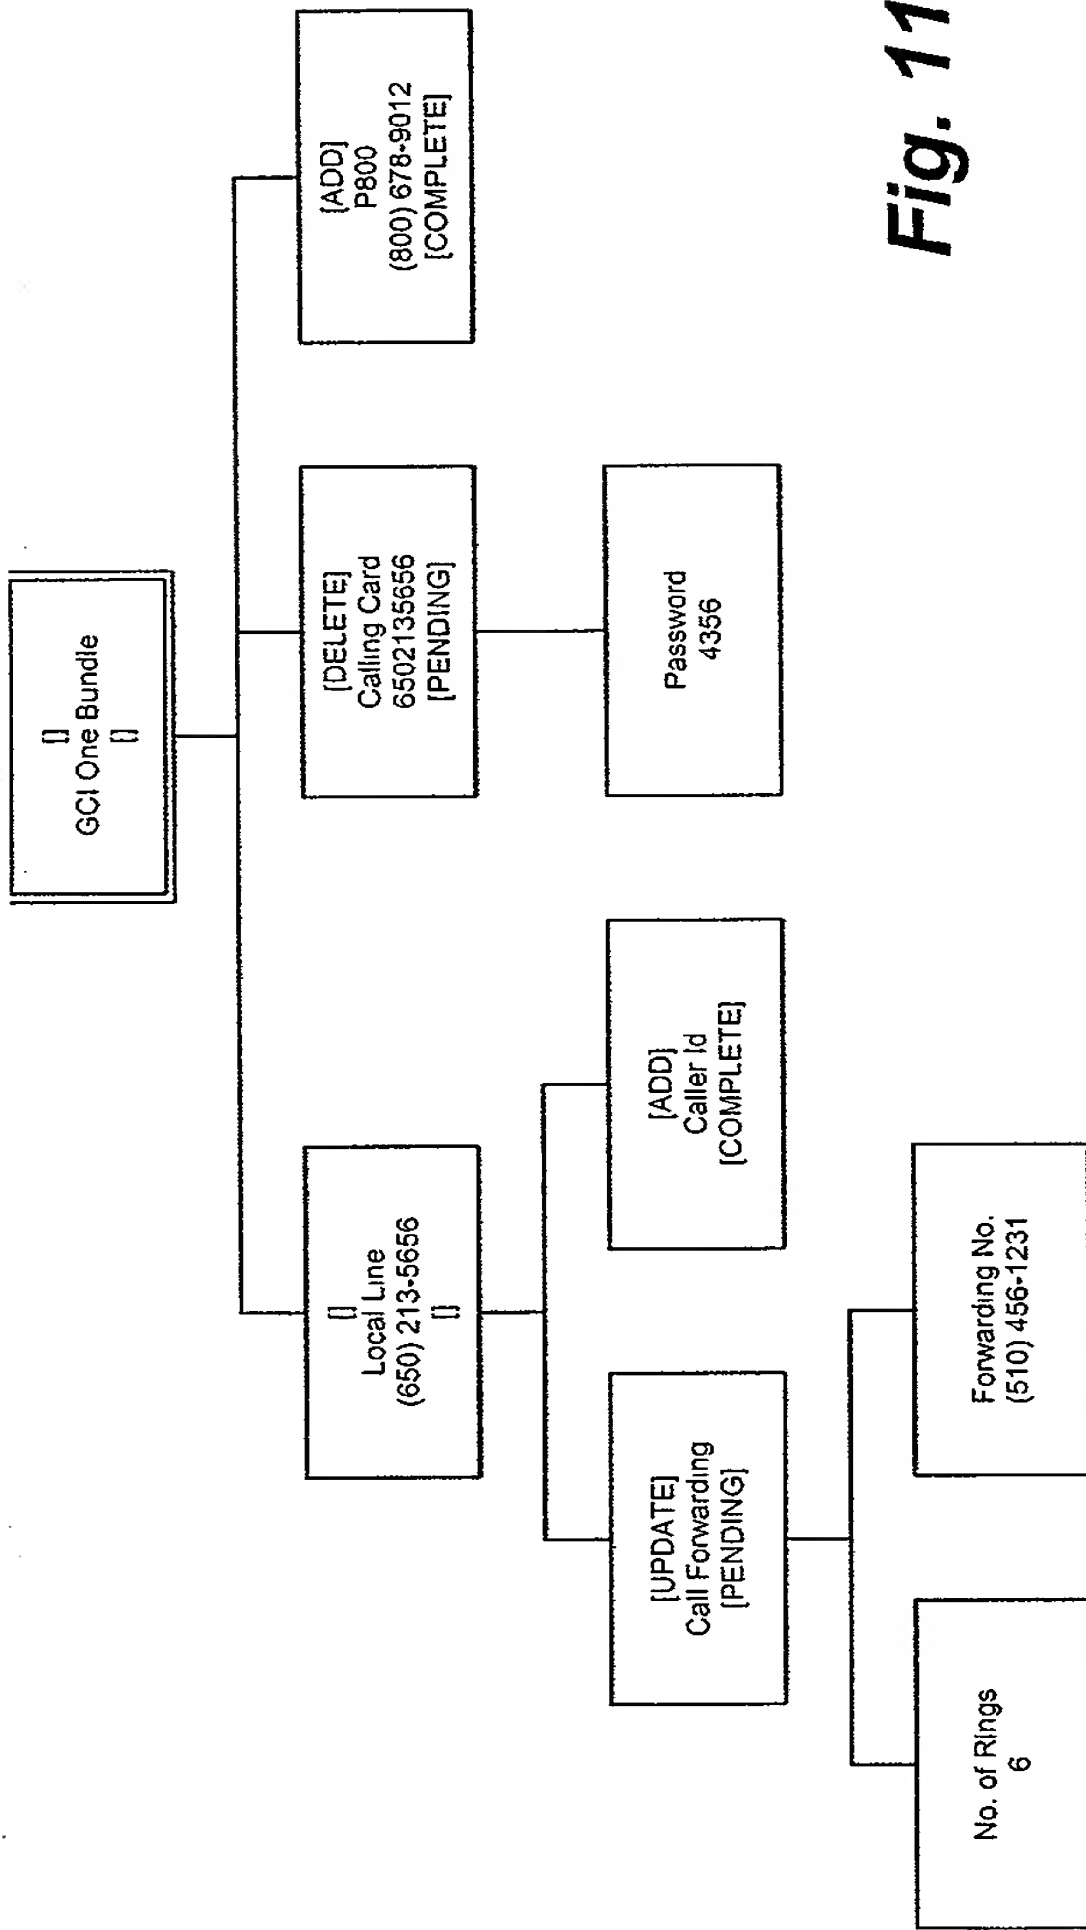 []
GCI One Bundle
[]
[]
Local Line
(650) 213-5656
[]
[DELETE]
Calling Card
6502135656
[PENDING]
[ADD]
P800
(800) 678-9012
[COMPLETE]
[UPDATE]
Call Forwarding
[PENDING]
[ADD]
Caller Id
[COMPLETE]
Password
4356
No. of Rings
6
Forwarding No.
(510) 456-1231
Fig. 11